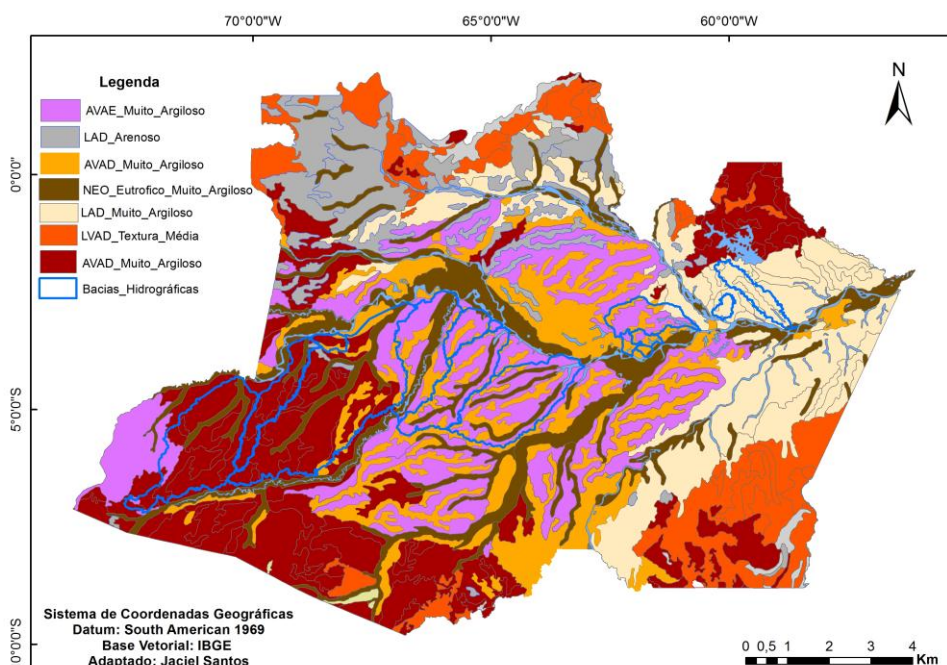 70°0'0"W 65°0'0"W 60°0'0"W
N
Legenda
AVAE_Muito_Argiloso
LAD_Arenoso
AVAD_Muito_Argiloso
NEO_Eutrofico_Muito_Argiloso
LAD_Muito_Argiloso
LVAD_Textura_Média
AVAD_Muito_Argiloso
Bacias_Hidrográficas
0°0'0"
5°0'0"S
0°0'0"S
Sistema de Coordenadas Geográficas
Datum: South American 1969
Base Vetorial: IBGE
Adaptado: Jaciel Santos
0 0,5 1 2 3 4
Km